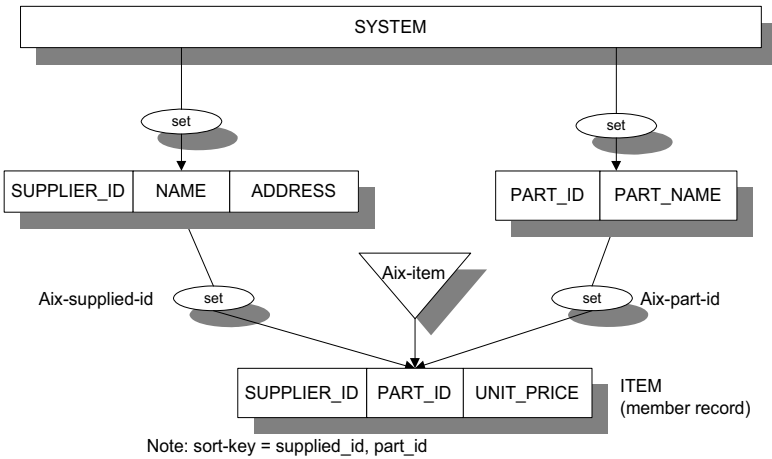 SYSTEM
set
set
SUPPLIER_ID NAME ADDRESS
PART_ID PART_NAME
Aix-item
Aix-supplied-id
set
set
Aix-part-id
SUPPLIER_ID PART_ID UNIT_PRICE
ITEM
(member record)
Note: sort-key = supplied_id, part_id